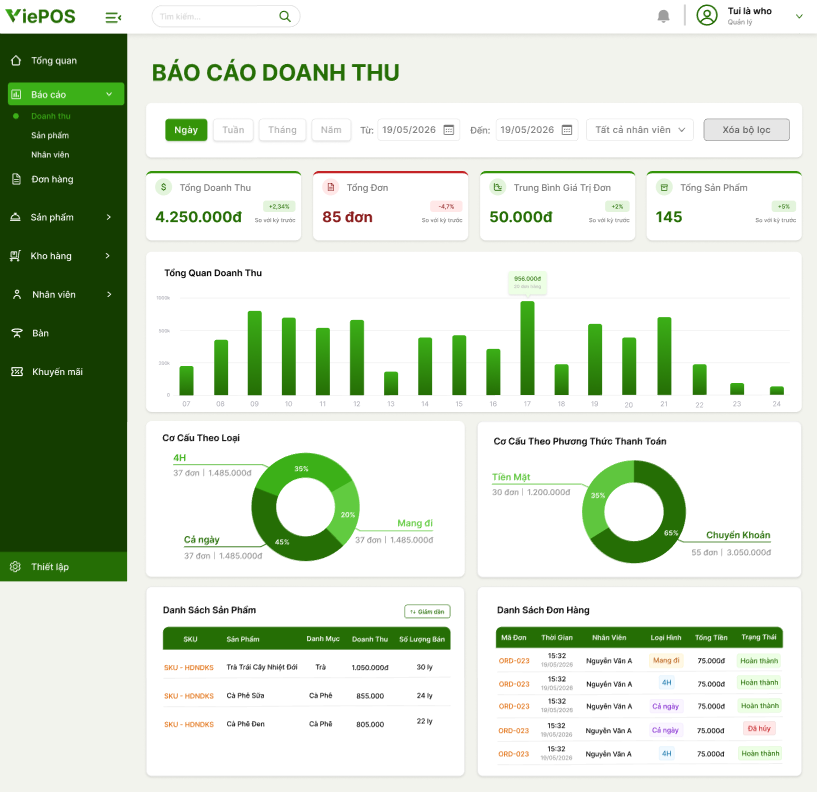 ViePOS
Tìm kiếm...
Tui là who
Quản lý
Tổng quan
Báo cáo
Doanh thu
Sản phẩm
Nhân viên
Đơn hàng
Sản phẩm
Kho hàng
Nhân viên
Bàn
Khuyến mãi
Thiết lập
BÁO CÁO DOANH THU
Ngày Tuần Tháng Năm Từ: 19/05/2026 Đến: 19/05/2026 Tất cả nhân viên Xóa bộ lọc
$ Tổng Doanh Thu
+2,34%
4.250.000đ
So với kỳ trước
Tổng Đơn
-4,7%
85 đơn
So với kỳ trước
Trung Bình Giá Trị Đơn
+2%
50.000đ
So với kỳ trước
Tổng Sản Phẩm
+5%
145
So với kỳ trước
Tổng Quan Doanh Thu
956.000đ
1000k
0
07 08 09 10 11 12 13 14 15 16 17 18 19 20 21 22 23 24
Cơ Cấu Theo Loại
4H
37 đơn | 1.485.000đ
35%
20%
45%
Mang đi
37 đơn | 1.485.000đ
Cả ngày
37 đơn | 1.485.000đ
Cơ Cấu Theo Phương Thức Thanh Toán
Tiền Mặt
30 đơn | 1.200.000đ
35%
65%
Chuyển Khoản
55 đơn | 3.050.000đ
Danh Sách Sản Phẩm
Giảm dần
SKU Sản Phẩm Danh Mục Doanh Thu Số Lượng Bán
SKU - HDNDKS Trà Trái Cây Nhiệt Đới Trà 1.050.000đ 30 ly
SKU - HDNDKS Cà Phê Sữa Cà Phê 855.000 24 ly
SKU - HDNDKS Cà Phê Đen Cà Phê 805.000 22 ly
Danh Sách Đơn Hàng
Mã Đơn Thời Gian Nhân Viên Loại Hình Tổng Tiền Trạng Thái
ORD-023 15:32 19/05/2026 Nguyễn Văn A Mang đi 75.000đ Hoàn thành
ORD-023 15:32 19/05/2026 Nguyễn Văn A 4H 75.000đ Hoàn thành
ORD-023 15:32 19/05/2026 Nguyễn Văn A Cả ngày 75.000đ Hoàn thành
ORD-023 15:32 19/05/2026 Nguyễn Văn A Cả ngày 75.000đ Đã hủy
ORD-023 15:32 19/05/2026 Nguyễn Văn A 4H 75.000đ Hoàn thành